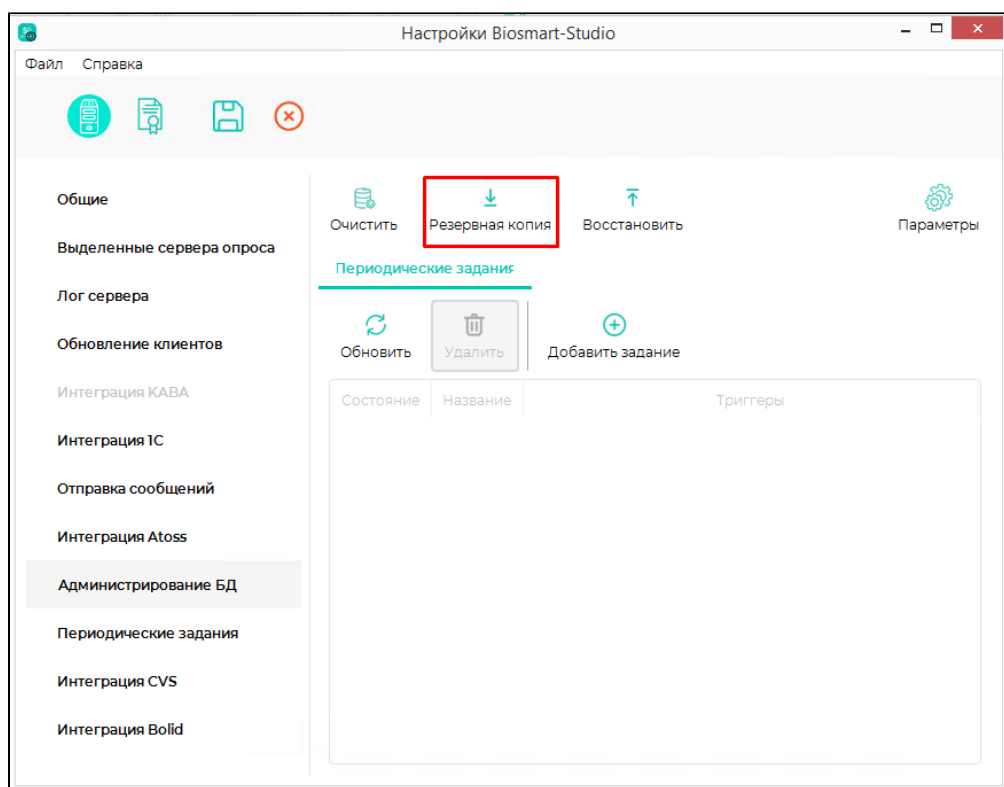 Настройки Biosmart-Studio
Файл Справка
Общие
Выделенные сервера опроса
Лог сервера
Обновление клиентов
Интеграция KABA
Интеграция 1С
Отправка сообщений
Интеграция Atoss
Администрирование БД
Периодические задания
Интеграция CVS
Интеграция Bolid
Очистить Резервная копия Восстановить Параметры
Периодические задания
Обновить Удалить Добавить задание
Состояние Название Триггеры